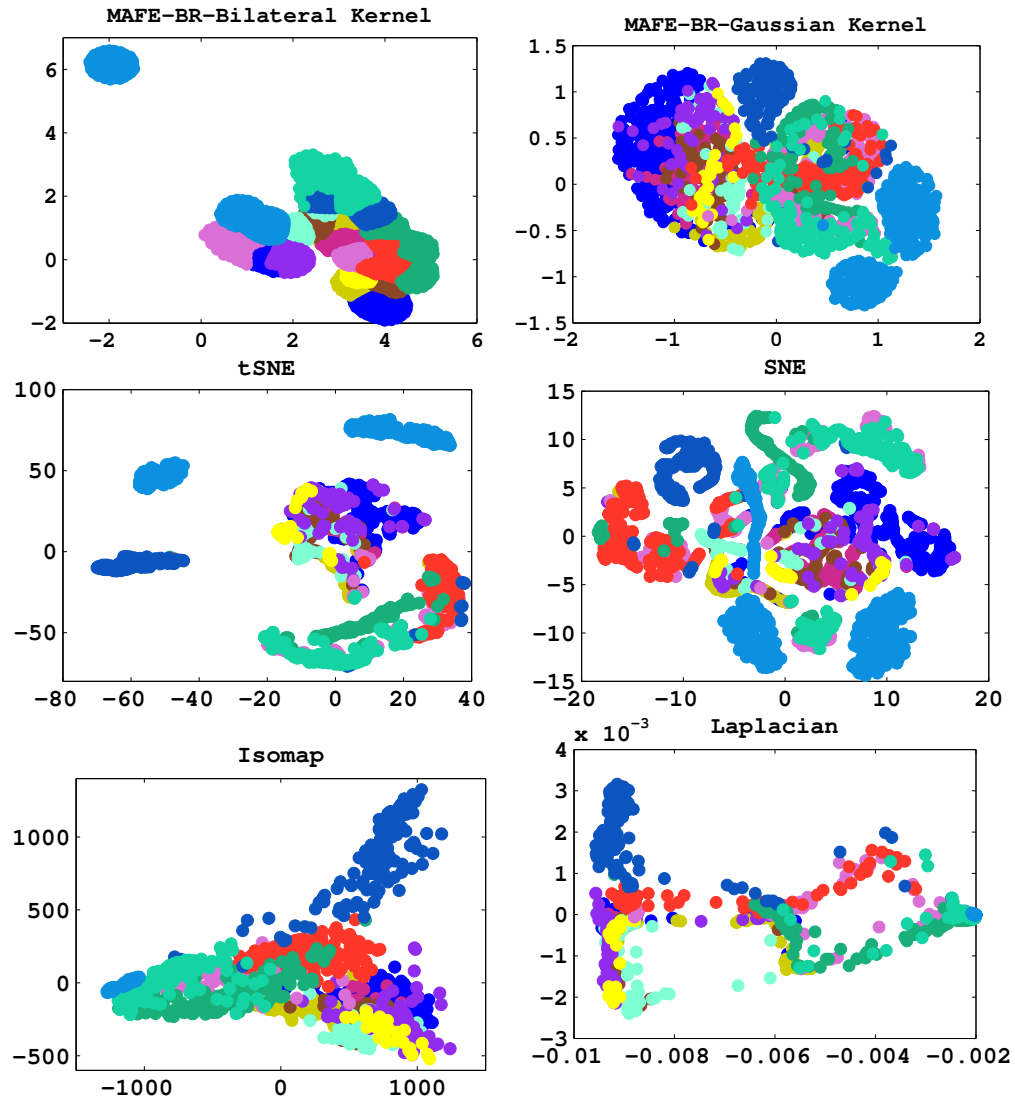 MAFE-BR-Bilateral Kernel
6
4
2
0
−2
−2 0 2 4 6
MAFE-BR-Gaussian Kernel
1.5
1
0.5
0
−0.5
−1
−1.5
−2 −1 0 1 2
tSNE
100
50
0
−50
−80 −60 −40 −20 0 20 40
SNE
15
10
5
0
−5
−10
−15
−20 −10 0 10 20
Isomap
1000
500
0
−500
−1000 0 1000
Laplacian
x 10−3
4
3
2
1
0
−1
−2
−3
−0.01 −0.008 −0.006 −0.004 −0.002